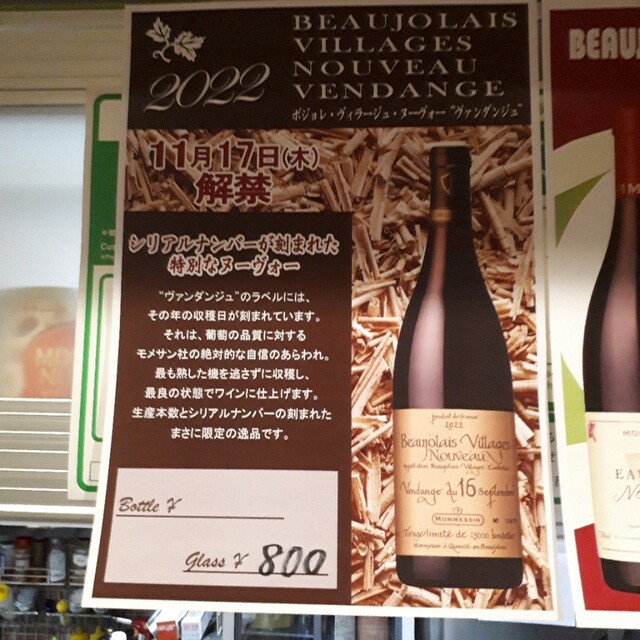 2022
BEAUJOLAIS
VILLAGES
NOUVEAU
VENDANGE
ボジョレ・ヴィラージュ・ヌーヴォー “ヴァンダンジュ”
11月17日(木)
解禁
シリアルナンバーが刻まれた
特別なヌーヴォー
“ヴァンダンジュ”のラベルには、
その年の収穫日が刻まれています。
それは、葡萄の品質に対する
モメサン社の絶対的な自信のあらわれ。
最も熟した機を逃さずに収穫し、
最良の状態でワインに仕上げます。
生産本数とシリアルナンバーの刻まれた
まさに限定の逸品です。
Bottle ¥
Glass ¥ 800
2022
Beaujolais Villages
Nouveau
Vendange du 16 Septembre
MOMMESSIN
BEAU